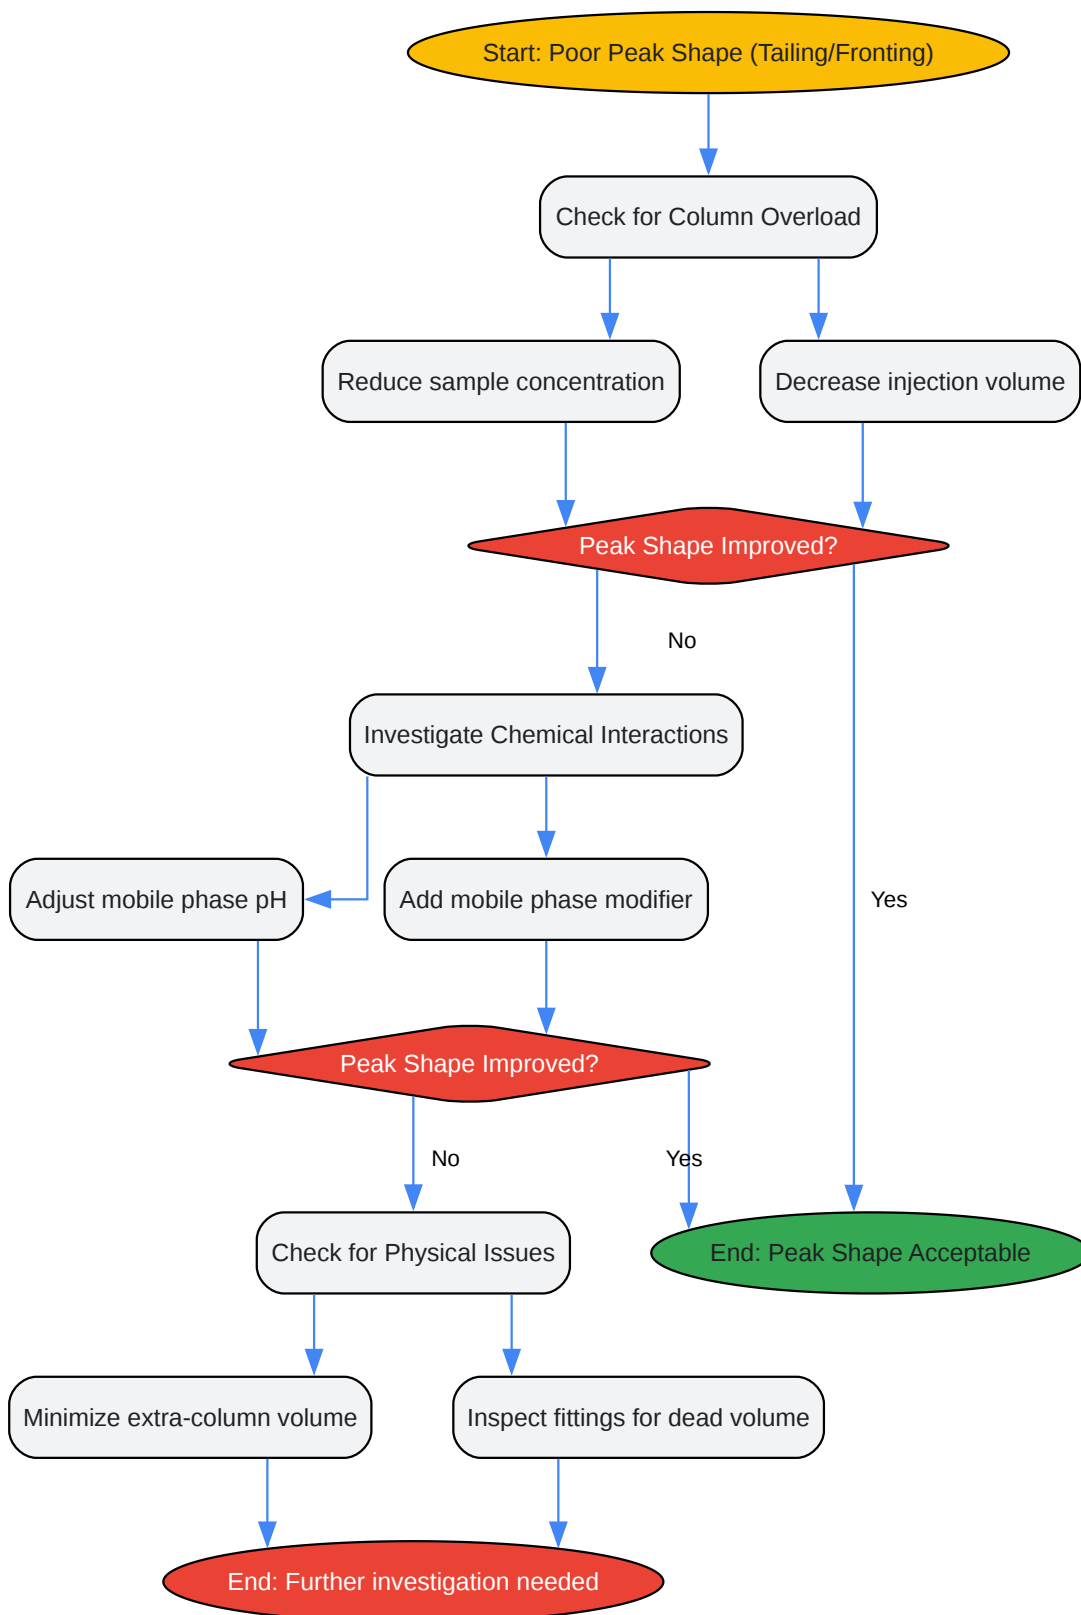 Start: Poor Peak Shape (Tailing/Fronting)
Check for Column Overload
Reduce sample concentration
Decrease injection volume
Peak Shape Improved?
No
Investigate Chemical Interactions
Adjust mobile phase pH
Add mobile phase modifier
Yes
Peak Shape Improved?
No
Yes
Check for Physical Issues
End: Peak Shape Acceptable
Minimize extra-column volume
Inspect fittings for dead volume
End: Further investigation needed